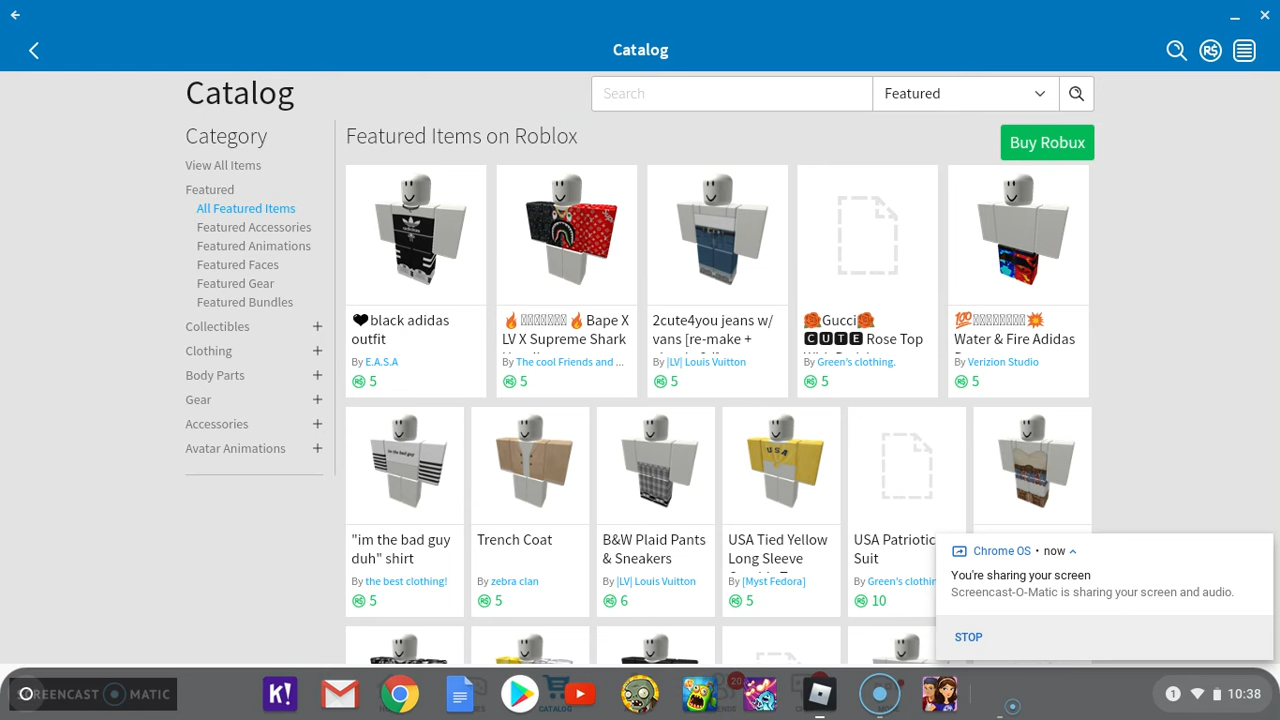 Catalog
Catalog
Search
Featured
Category
View All Items
Featured
All Featured Items
Featured Accessories
Featured Animations
Featured Faces
Featured Gear
Featured Bundles
Collectibles +
Clothing +
Body Parts +
Gear +
Accessories +
Avatar Animations +
Featured Items on Roblox
Buy Robux
🖤black adidas
outfit
By E.A.S.A
5
🔥 🔥Bape X
LV X Supreme Shark
By The cool Friends and ...
5
2cute4you jeans w/
vans [re-make +
By |LV| Louis Vuitton
5
🌹Gucci🌹
🅲🆄🆃🅴 Rose Top
By Green's clothing.
5
💯 💥
Water & Fire Adidas
By Verizion Studio
5
"im the bad guy
duh" shirt
By the best clothing!
5
Trench Coat
By zebra clan
5
B&W Plaid Pants
& Sneakers
By |LV| Louis Vuitton
6
USA Tied Yellow
Long Sleeve
By [Myst Fedora]
5
USA Patriotic
Suit
By Green's clothin
10
Chrome OS • now
You're sharing your screen
Screencast-O-Matic is sharing your screen and audio.
STOP
SCREENCAST MATIC
K!
CATALOG
20
1
10:38